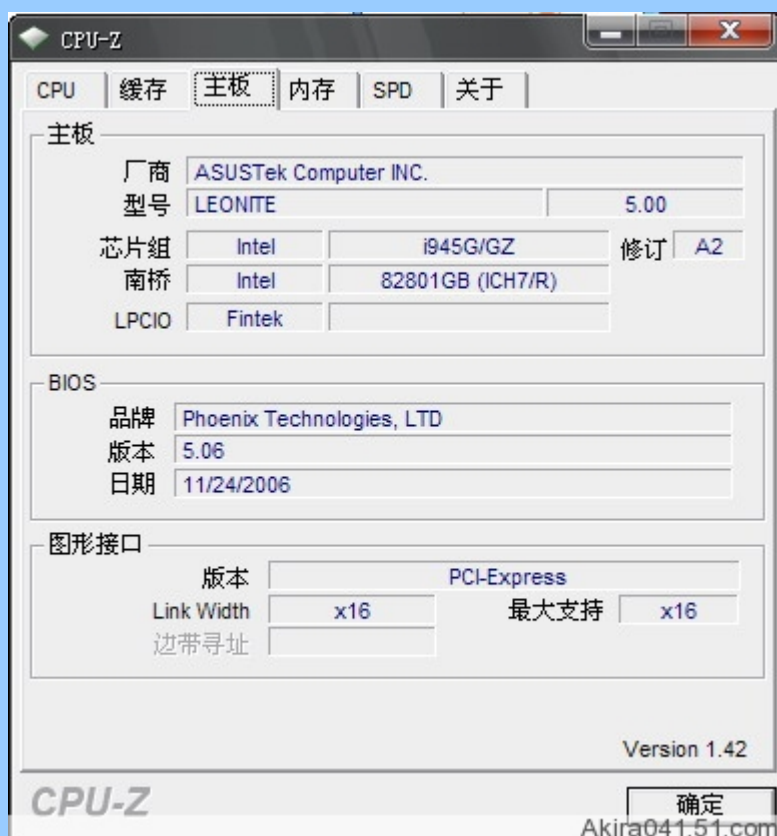 CPU-Z
CPU 缓存 主板 内存 SPD 关于
主板
厂商 ASUSTek Computer INC.
型号 LEONITE 5.00
芯片组 Intel i945G/GZ 修订 A2
南桥 Intel 82801GB (ICH7/R)
LPCIO Fintek
BIOS
品牌 Phoenix Technologies, LTD
版本 5.06
日期 11/24/2006
图形接口
版本 PCI-Express
Link Width x16 最大支持 x16
边带寻址
Version 1.42
CPU-Z 确定
Akira041.51.com